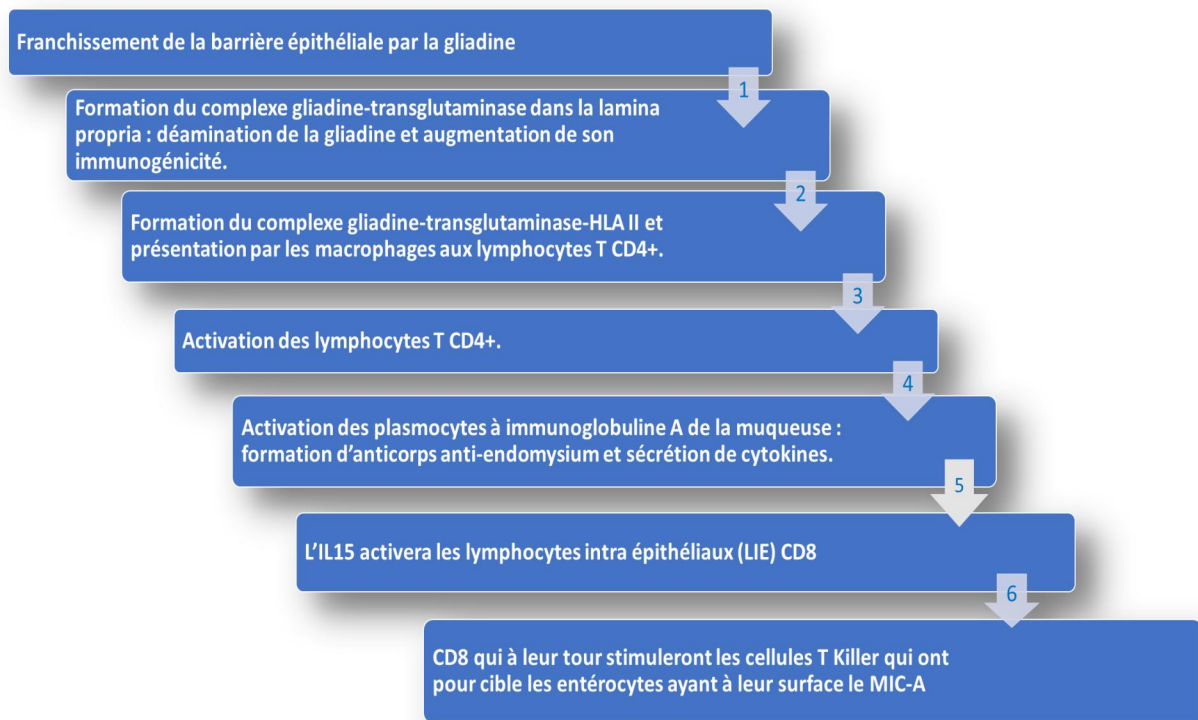 Franchissement de la barrière épithéliale par la gliadine
1
Formation du complexe gliadine-transglutaminase dans la lamina
propria : déamination de la gliadine et augmentation de son
immunogénicité.
2
Formation du complexe gliadine-transglutaminase-HLA II et
présentation par les macrophages aux lymphocytes T CD4+.
3
Activation des lymphocytes T CD4+.
4
Activation des plasmocytes à immunoglobuline A de la muqueuse :
formation d’anticorps anti-endomysium et sécrétion de cytokines.
5
L’IL15 activera les lymphocytes intra épithéliaux (LIE) CD8
6
CD8 qui à leur tour stimuleront les cellules T Killer qui ont
pour cible les entérocytes ayant à leur surface le MIC-A